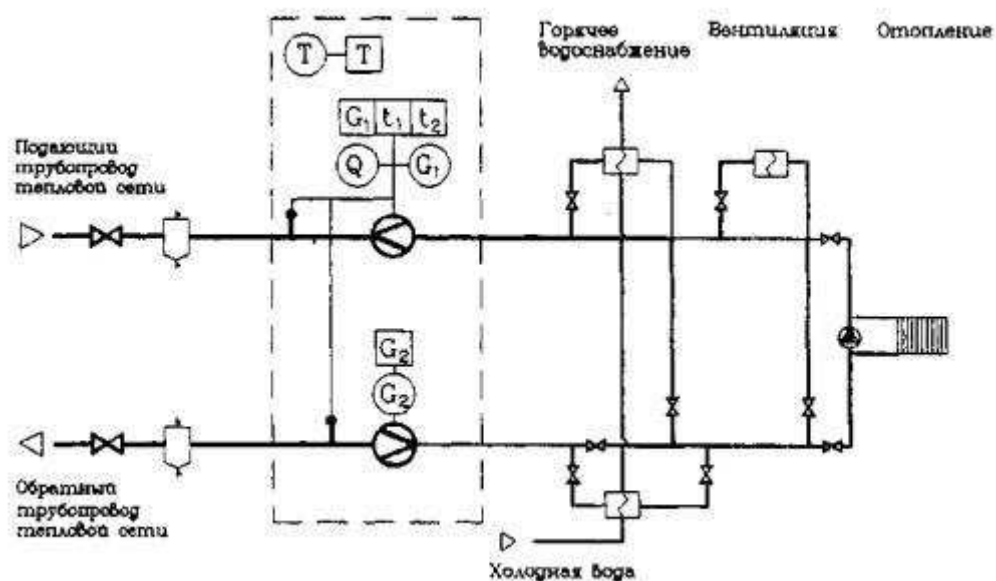 Горячее
водоснабжение
Вентиляция
Отопление
T
T
G₁ t₁ t₂
Подающий
трубопровод
тепловой сети
Q
G₁
G₂
G₂
Обратный
трубопровод
тепловой сети
Холодная вода